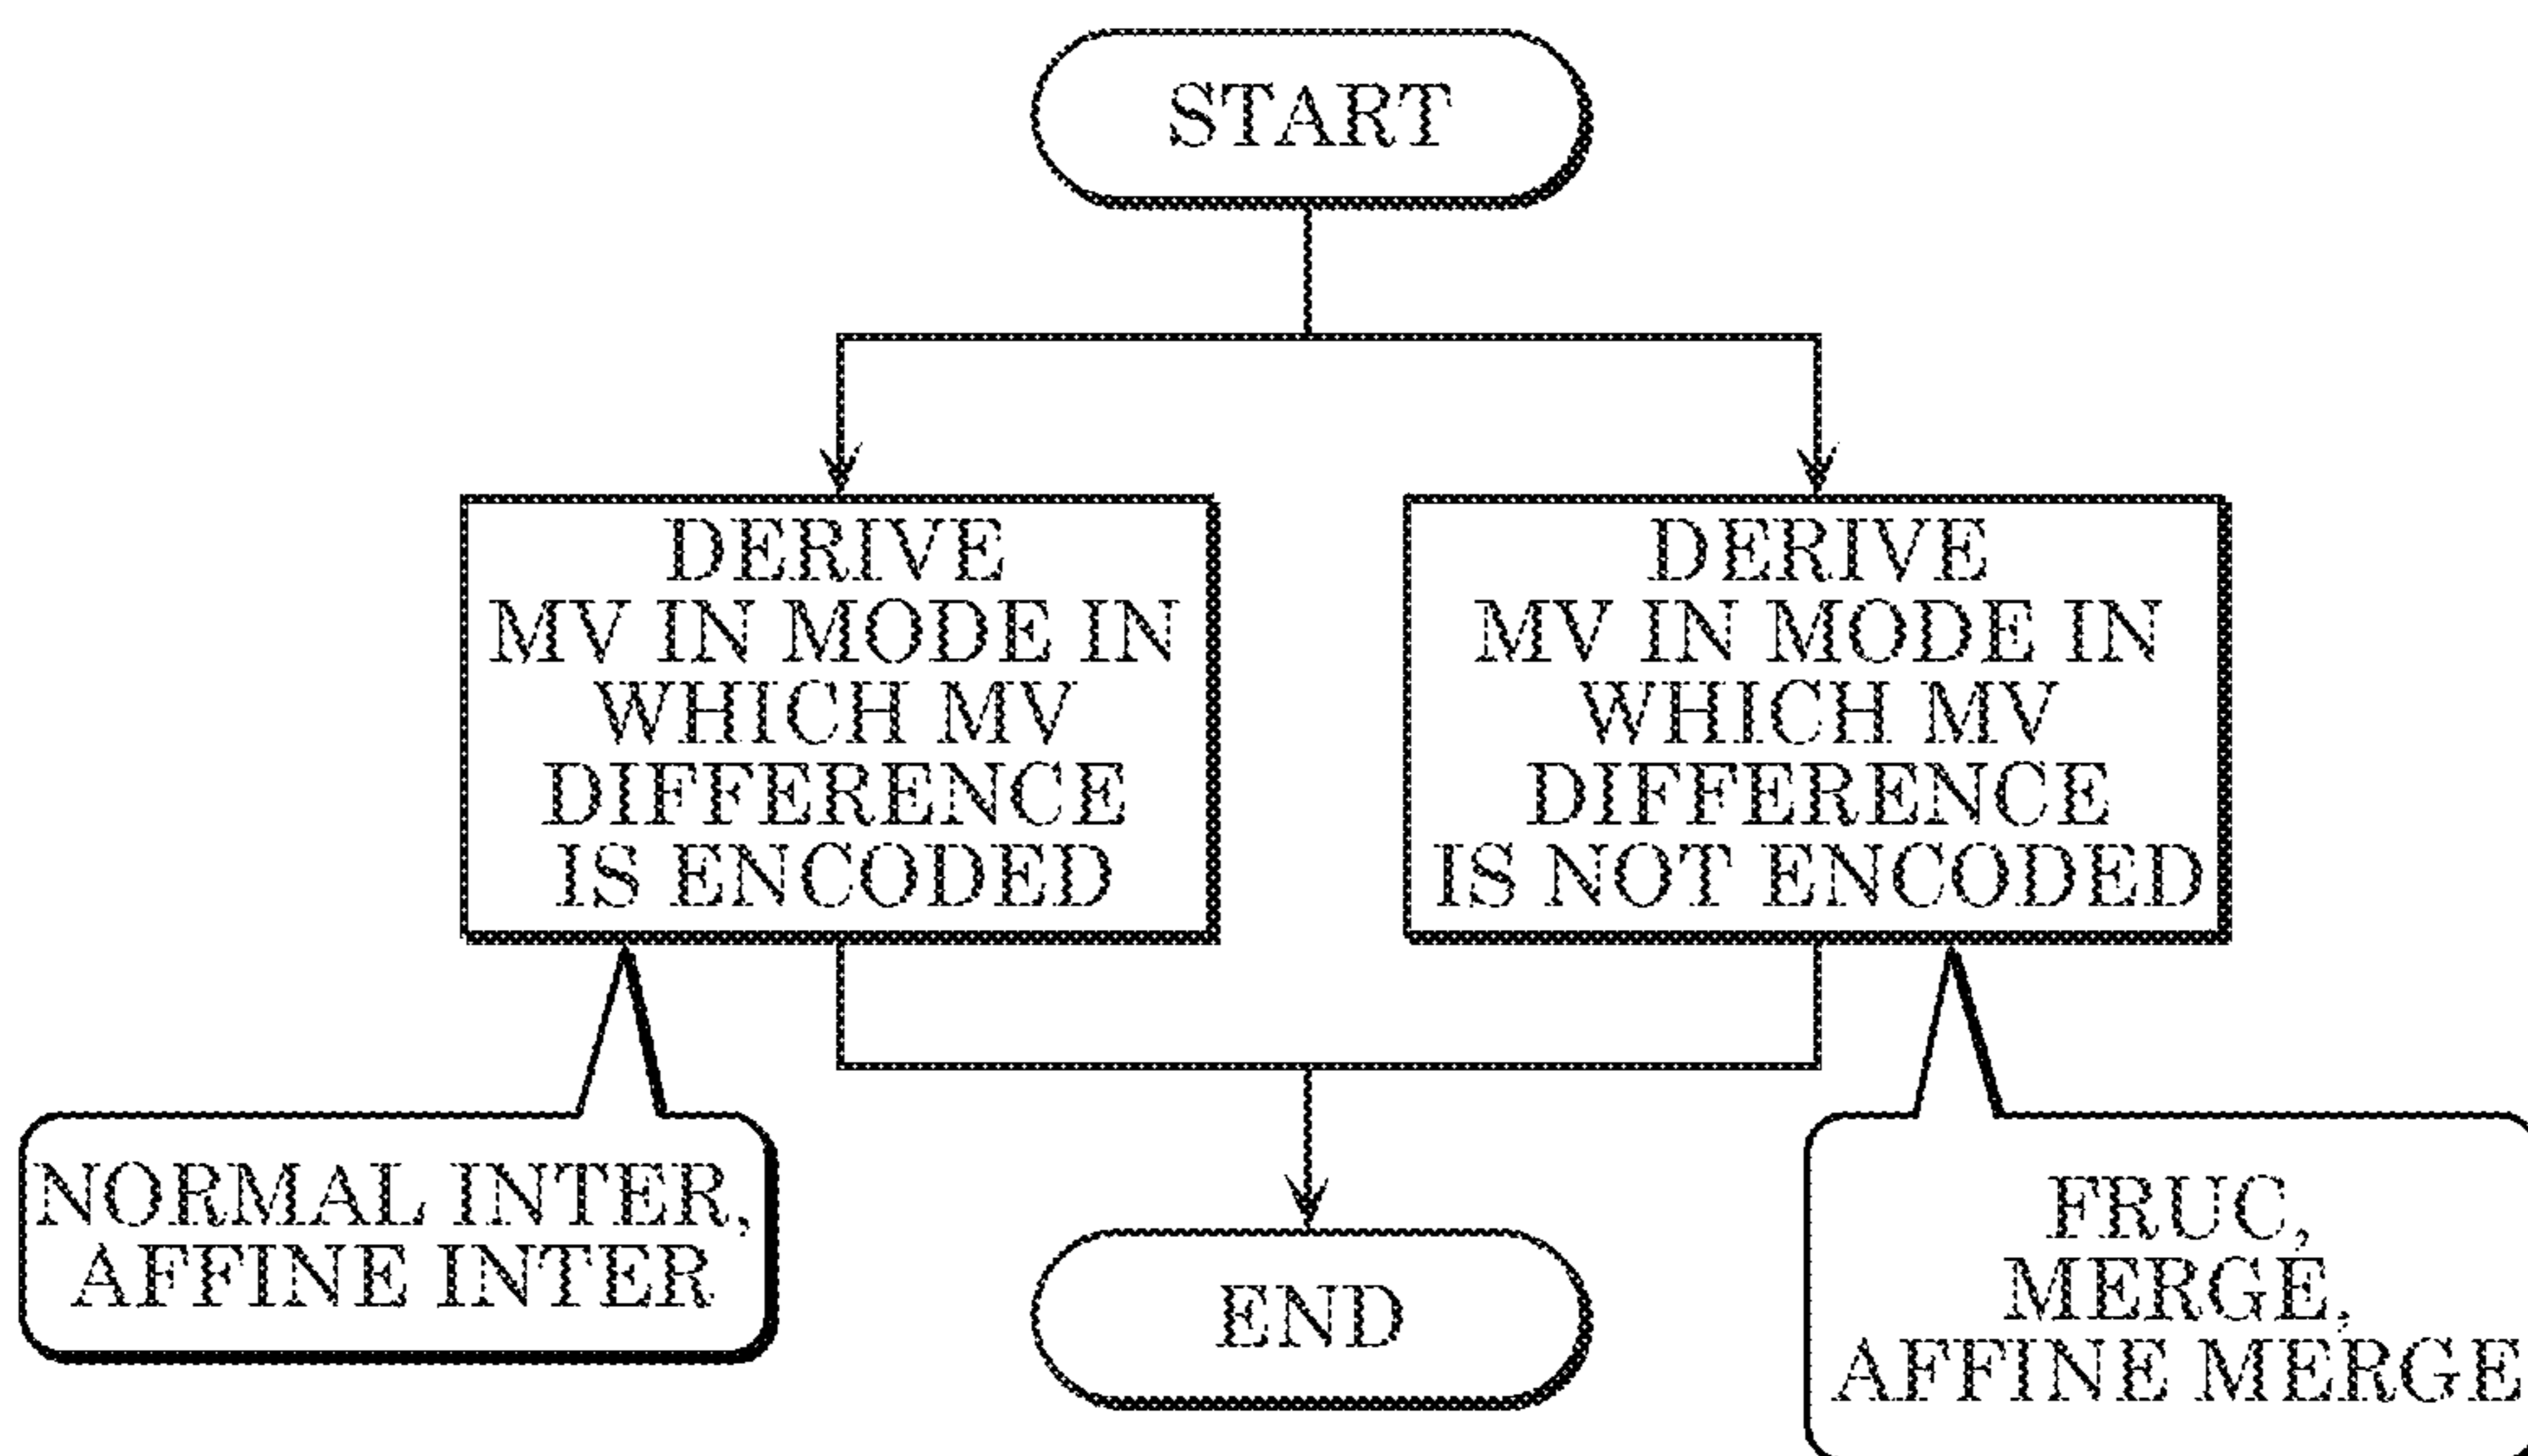 START
DERIVE
MV IN MODE IN
WHICH MV
DIFFERENCE
IS ENCODED
DERIVE
MV IN MODE IN
WHICH MV
DIFFERENCE
IS NOT ENCODED
NORMAL INTER,
AFFINE INTER
FRUC,
MERGE,
AFFINE MERGE
END